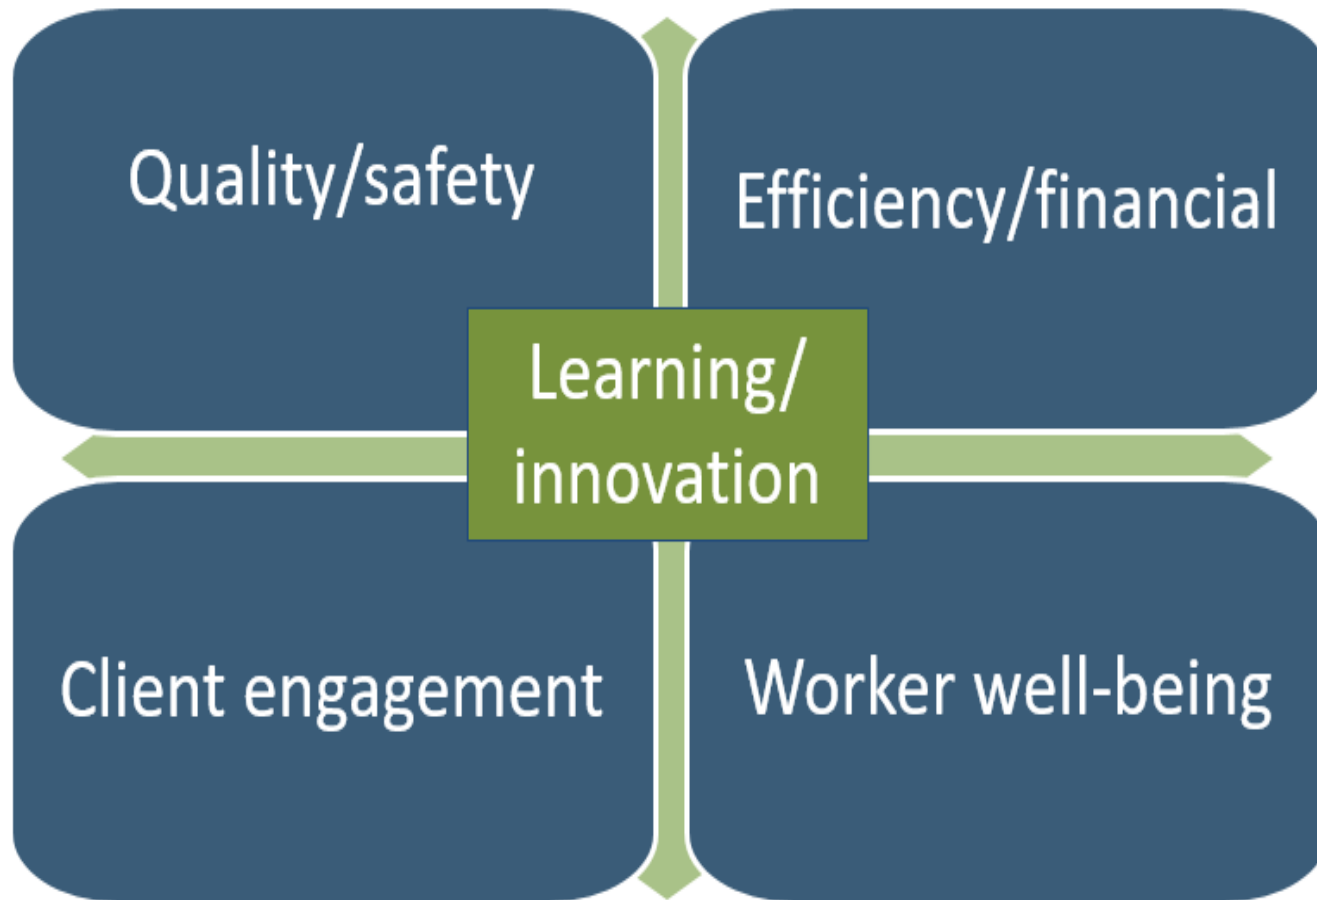 Quality/safety
Efficiency/financial
Learning/
innovation
Client engagement
Worker well-being